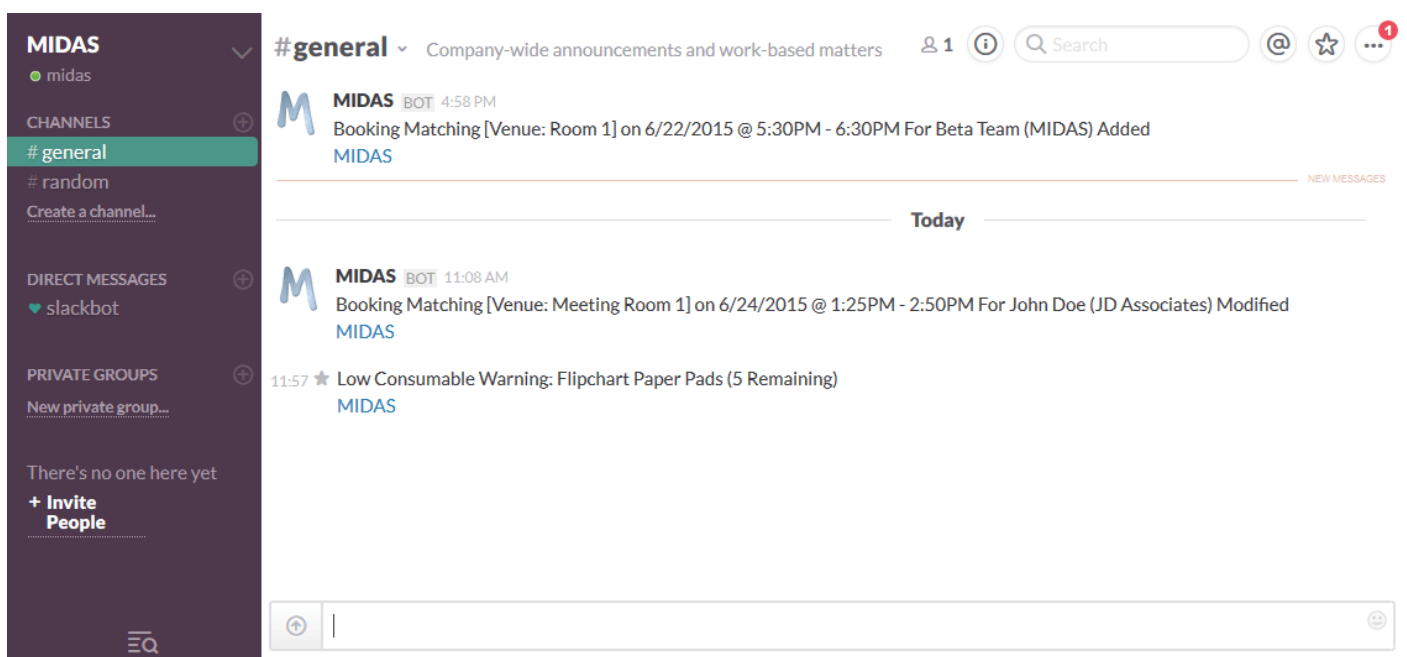 MIDAS
midas
CHANNELS
# general
# random
Create a channel...
DIRECT MESSAGES
slackbot
PRIVATE GROUPS
New private group...
There's no one here yet
+ Invite
People
#general Company-wide announcements and work-based matters 1 Search @ 1
M MIDAS BOT 4:58 PM
Booking Matching [Venue: Room 1] on 6/22/2015 @ 5:30PM - 6:30PM For Beta Team (MIDAS) Added
MIDAS
NEW MESSAGES
Today
M MIDAS BOT 11:08 AM
Booking Matching [Venue: Meeting Room 1] on 6/24/2015 @ 1:25PM - 2:50PM For John Doe (JD Associates) Modified
MIDAS
11:57 Low Consumable Warning: Flipchart Paper Pads (5 Remaining)
MIDAS